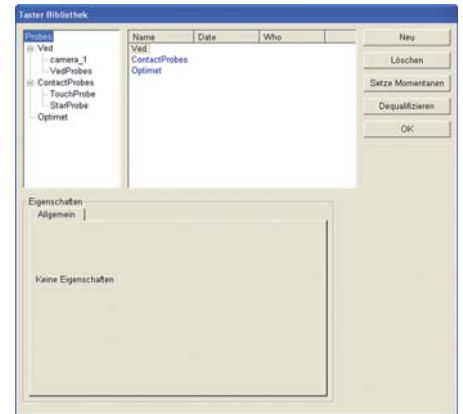 Taster Bibliothek
Probes
Ved
camera_1
VedProbes
ContactProbes
TouchProbe
StarProbe
Optimet
Name Date Who
Ved
ContactProbes
Optimet
Neu
Löschen
Setze Momentanen
Dequalifizieren
OK
Eigenschaften
Allgemein
Keine Eigenschaften